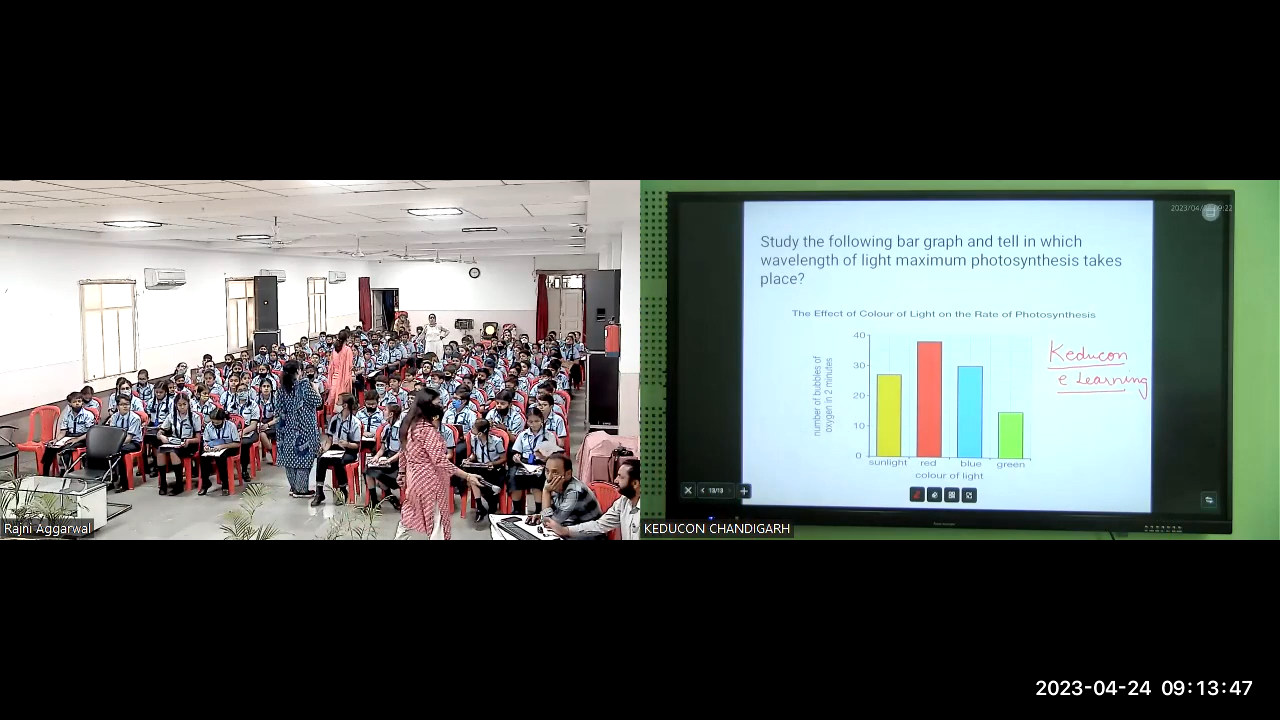 Study the following bar graph and tell in which
wavelength of light maximum photosynthesis takes
place?
The Effect of Colour of Light on the Rate of Photosynthesis
number of bubbles of
oxygen in 2 minutes
40
30
20
10
0
sunlight red blue green
colour of light
Keducon
e Learning
13/13
Rajni Aggarwal
KEDUCON CHANDIGARH
2023-04-24 09:13:47